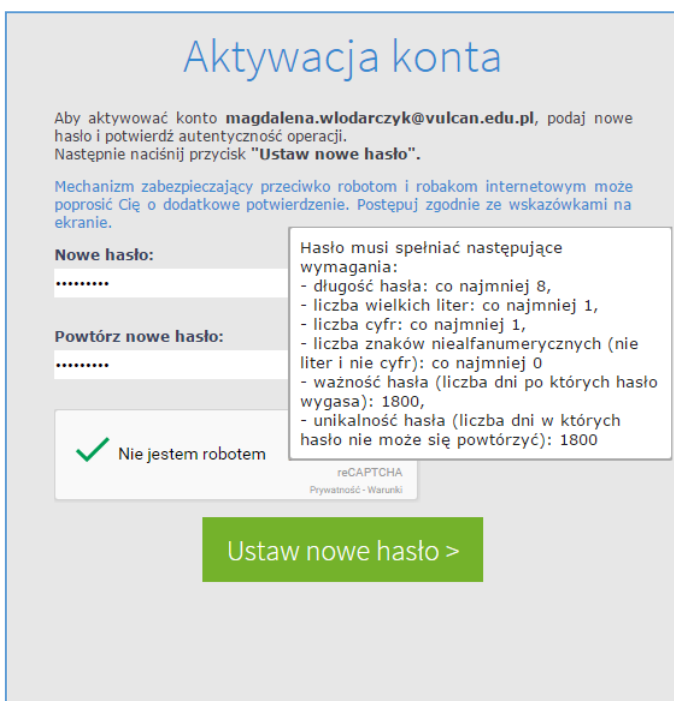 Aktywacja konta
Aby aktywować konto magdalena.wlodarczyk@vulcan.edu.pl, podaj nowe
hasło i potwierdź autentyczność operacji.
Następnie naciśnij przycisk "Ustaw nowe hasło".
Mechanizm zabezpieczający przeciwko robotom i robakom internetowym może
poprosić Cię o dodatkowe potwierdzenie. Postępuj zgodnie ze wskazówkami na
ekranie.
Nowe hasło:
•••••••••
Powtórz nowe hasło:
•••••••••
Hasło musi spełniać następujące
wymagania:
- długość hasła: co najmniej 8,
- liczba wielkich liter: co najmniej 1,
- liczba cyfr: co najmniej 1,
- liczba znaków niealfanumerycznych (nie
liter i nie cyfr): co najmniej 0
- ważność hasła (liczba dni po których hasło
wygasa): 1800,
- unikalność hasła (liczba dni w których
hasło nie może się powtórzyć): 1800
Nie jestem robotem
reCAPTCHA
Prywatność - Warunki
Ustaw nowe hasło >